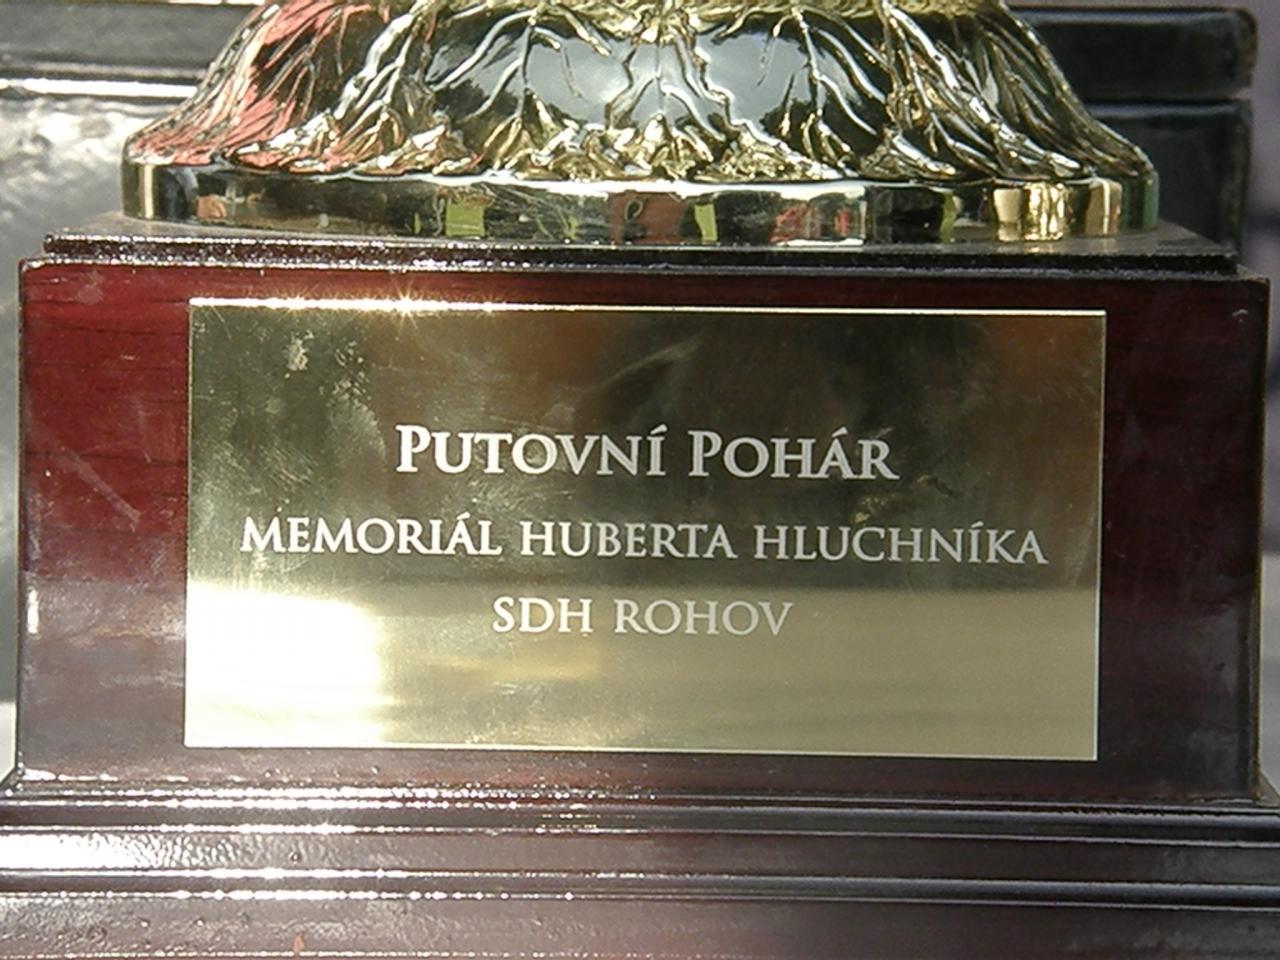 PUTOVNÍ POHÁR
MEMORIÁL HUBERTA HLUCHNÍKA
SDH ROHOV